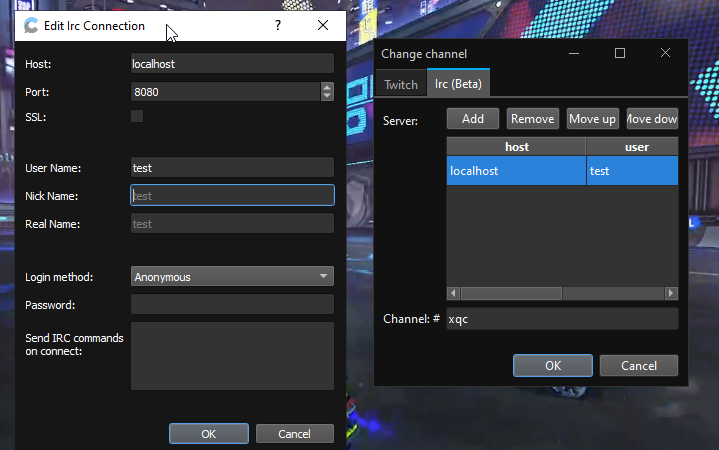 Edit Irc Connection
?
Host:
localhost
Port:
8080
SSL:
User Name:
test
Nick Name:
test
Real Name:
test
Login method:
Anonymous
Password:
Send IRC commands
on connect:
OK
Cancel
Change channel
Twitch
Irc (Beta)
Server:
Add
Remove
Move up
Move dow
host
user
localhost
test
Channel: #
xqc
OK
Cancel